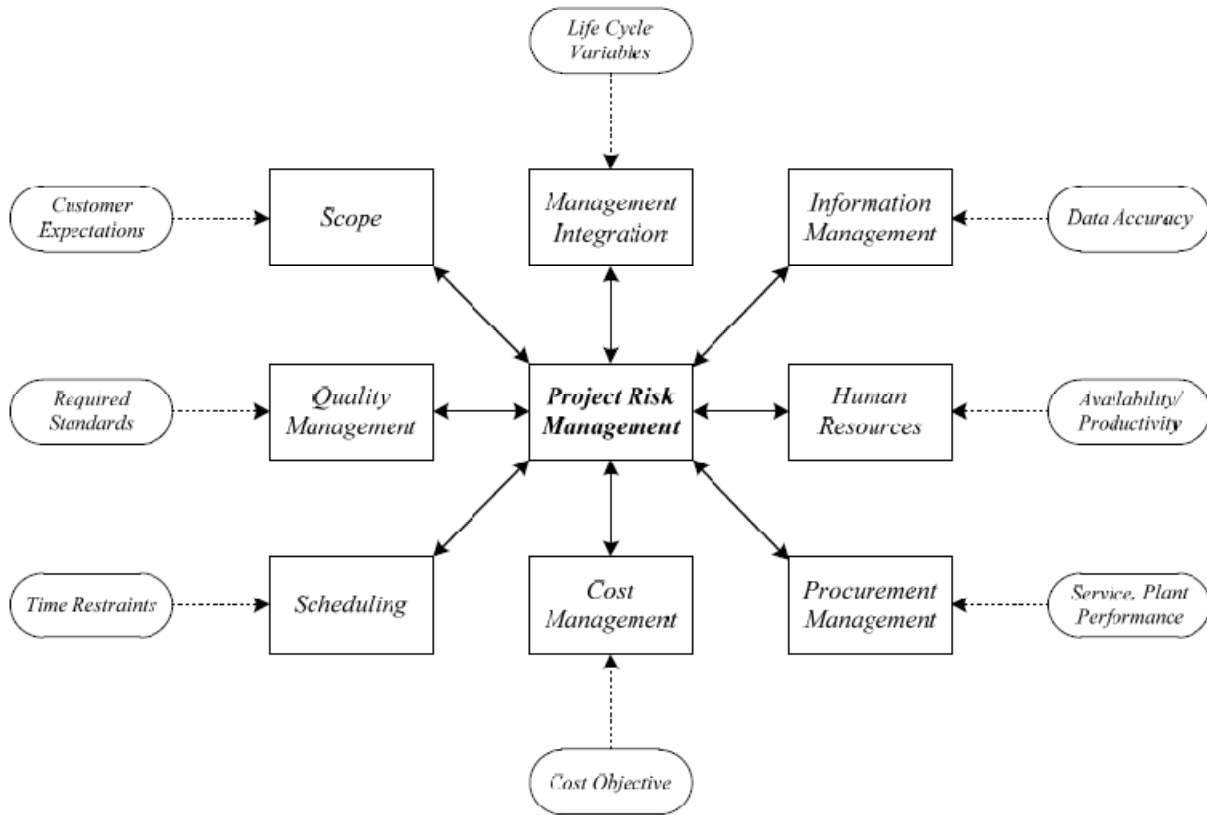 Life Cycle
Variables
Customer
Expectations
Scope
Management
Integration
Information
Management
Data Accuracy
Required
Standards
Quality
Management
Project Risk
Management
Human
Resources
Availability/
Productivity
Time Restraints
Scheduling
Cost
Management
Procurement
Management
Service, Plant
Performance
Cost Objective